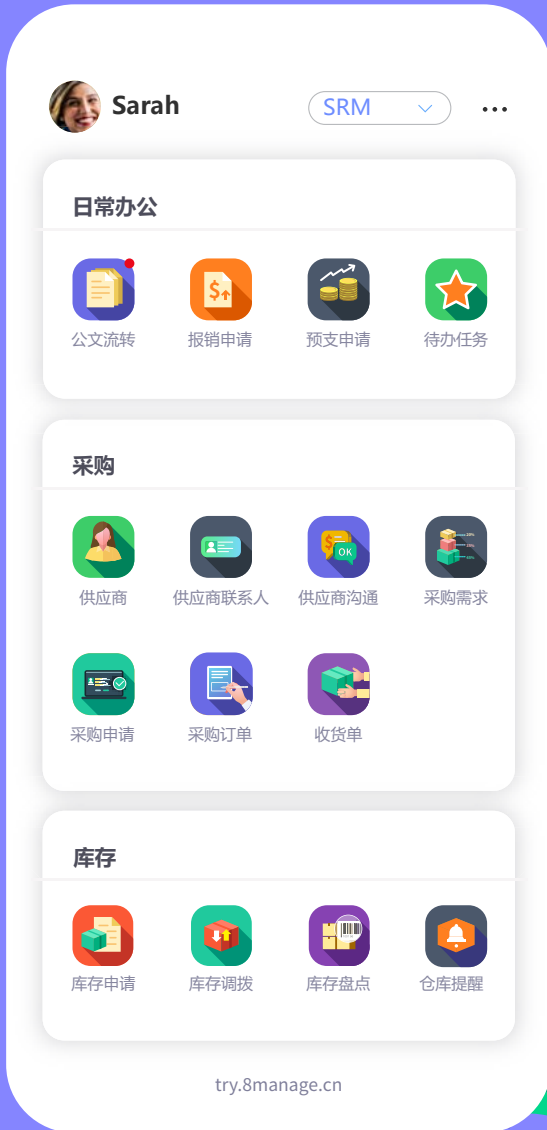 Sarah
SRM
日常办公
公文流转 报销申请 预支申请 待办任务
采购
OK
供应商 供应商联系人 供应商沟通 采购需求
采购申请 采购订单 收货单
库存
库存申请 库存调拨 库存盘点 仓库提醒
try.8manage.cn